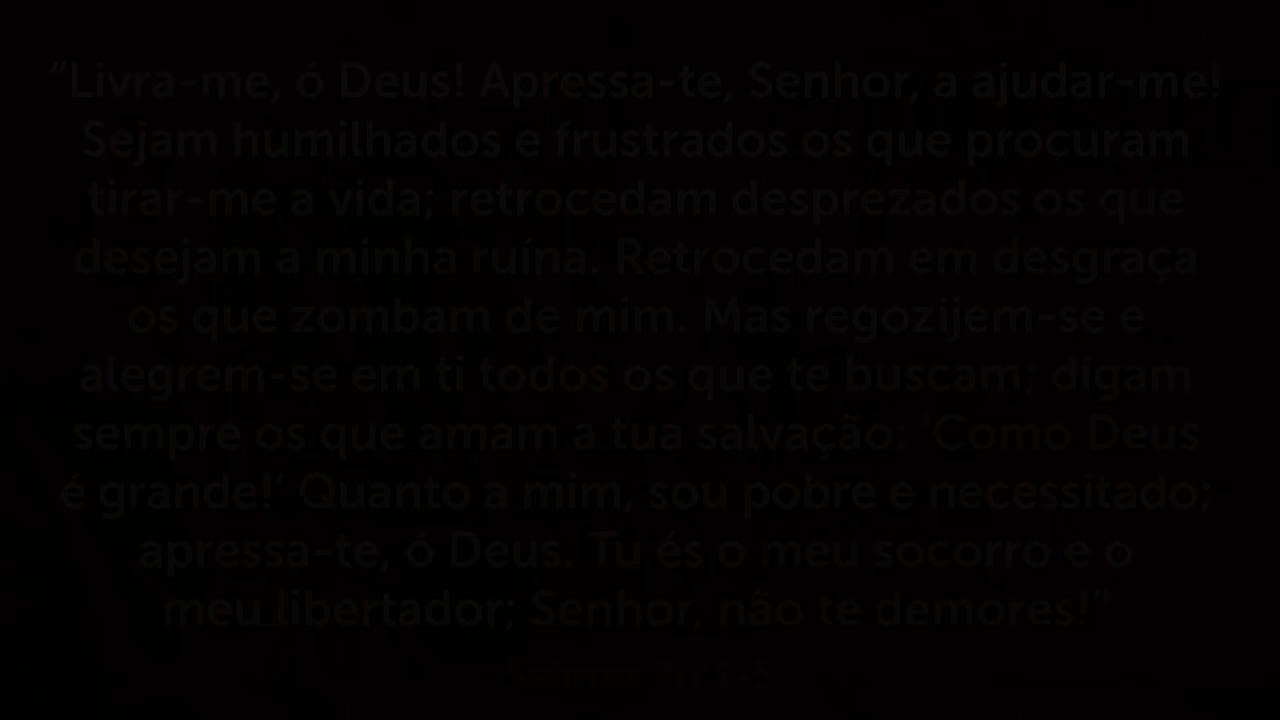 “Livra-me, ó Deus! Apressa-te, Senhor, a ajudar-me!
Sejam humilhados e frustrados os que procuram
tirar-me a vida; retrocedam desprezados os que
desejam a minha ruína. Retrocedam em desgraça
os que zombam de mim. Mas regozijem-se e
alegrem-se em ti todos os que te buscam; digam
sempre os que amam a tua salvação: ‘Como Deus
é grande!’ Quanto a mim, sou pobre e necessitado;
apressa-te, ó Deus. Tu és o meu socorro e o
meu libertador; Senhor, não te demores!”